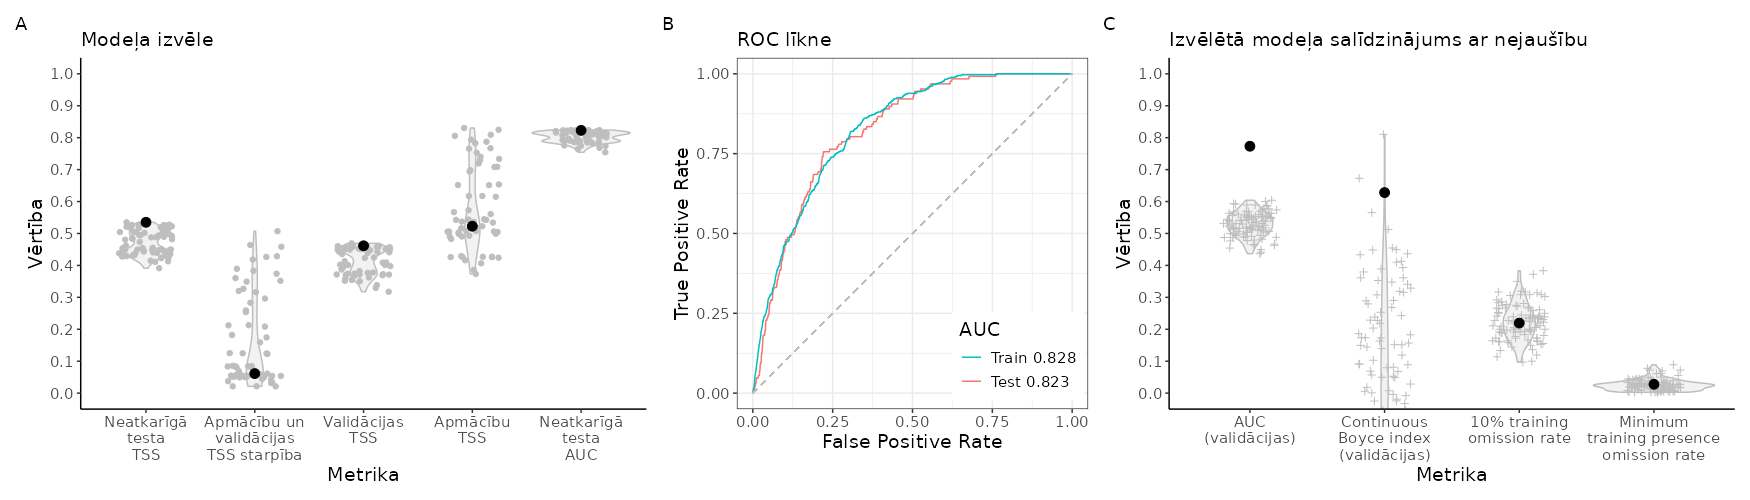 A
Modeļa izvēle
Vērtība
1.0
0.9
0.8
0.7
0.6
0.5
0.4
0.3
0.2
0.1
0.0
Neatkarīgā
testa
TSS
Apmācību un
validācijas
TSS starpība
Validācijas
TSS
Apmācību
TSS
Neatkarīgā
testa
AUC
Metrika
B
ROC līkne
True Positive Rate
1.00
0.75
0.50
0.25
0.00
AUC
Train 0.828
Test 0.823
0.00
0.25
0.50
0.75
1.00
False Positive Rate
C
Izvēlētā modeļa salīdzinājums ar nejaušību
Vērtība
1.0
0.9
0.8
0.7
0.6
0.5
0.4
0.3
0.2
0.1
0.0
AUC
(validācijas)
Continuous
Boyce index
(validācijas)
10% training
omission rate
Minimum
training presence
omission rate
Metrika